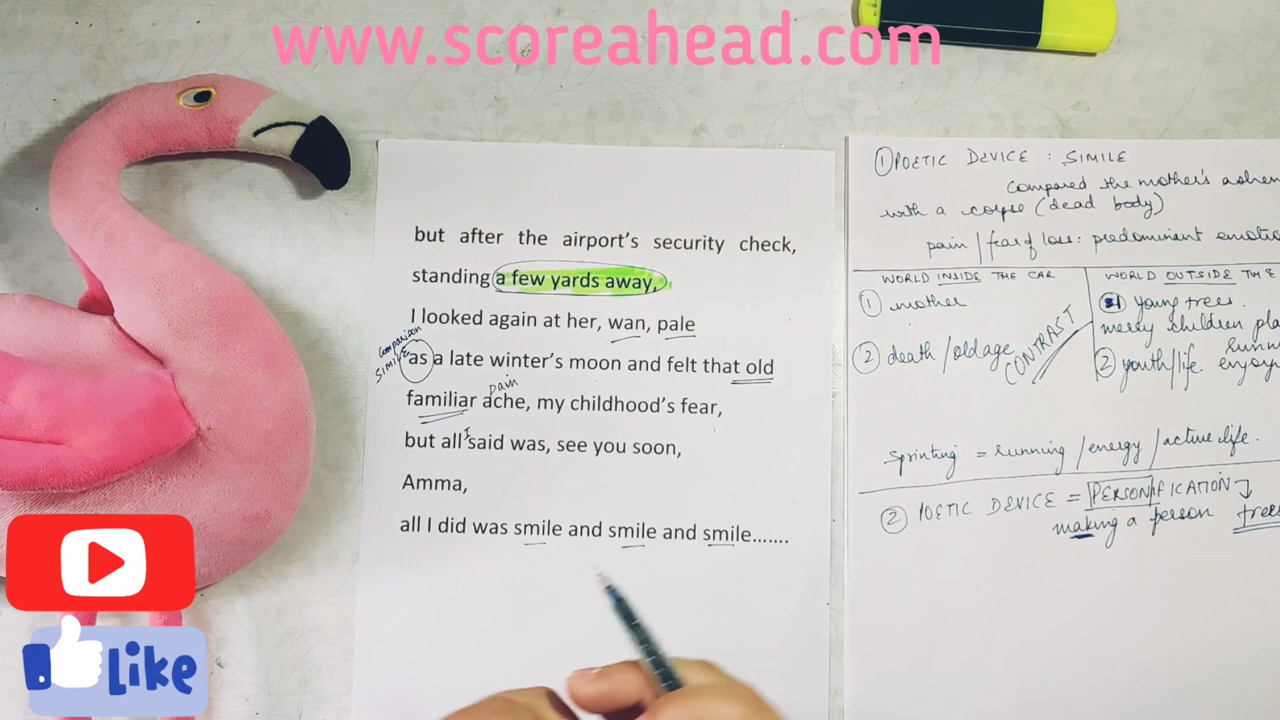 www.scoreahead.com
but after the airport's security check,
standing a few yards away,
I looked again at her, wan, pale
comparison
SIMILE
as a late winter's moon and felt that old
pain
familiar ache, my childhood's fear,
but all I said was, see you soon,
Amma,
all I did was smile and smile and smile.......
Like
① POETIC DEVICE : SIMILE
Compared the mother's ashen
with a corpse (dead body)
pain / fear of loss : predominant emotio
WORLD INSIDE THE CAR
① mother
② death / oldage
CONTRAST
WORLD OUTSIDE THE
1 young trees.
merry children pla
runn
② youth/life enjoy
Sprinting = running / energy / active life.
② POETIC DEVICE = PERSONIFICATION
making a person trees